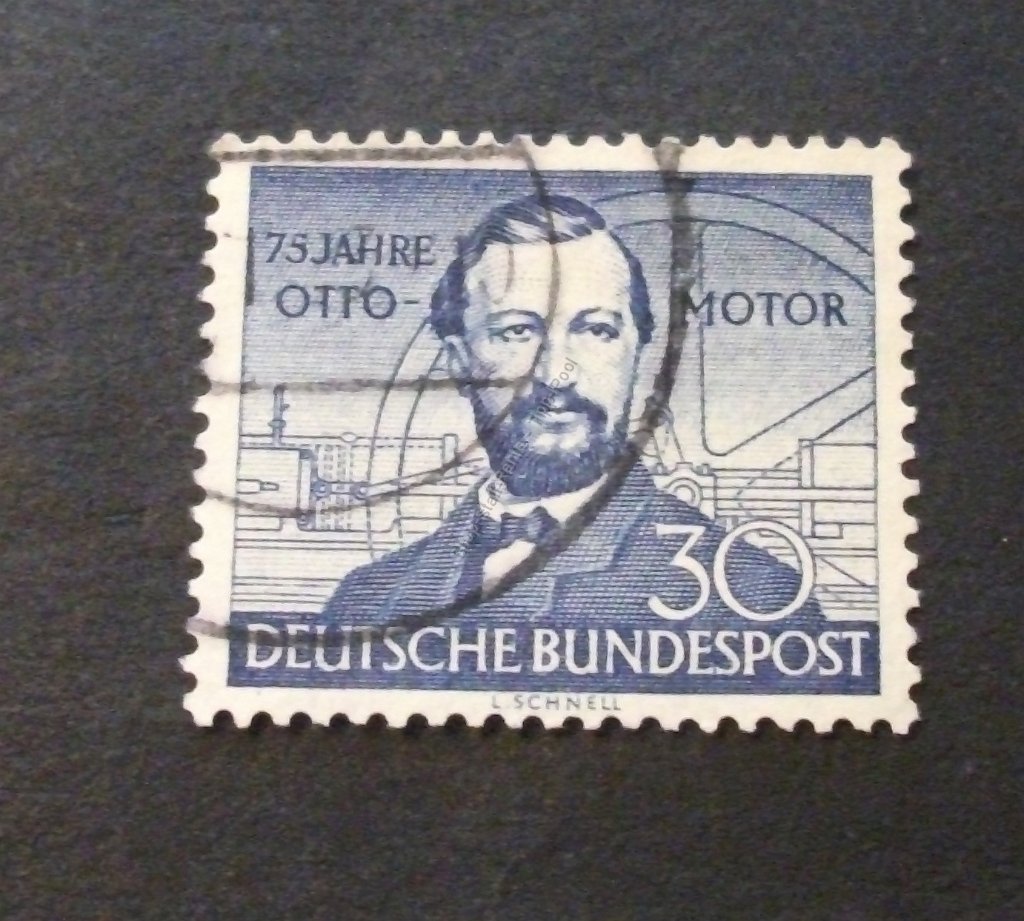 75 JAHRE
OTTO-MOTOR
30
DEUTSCHE BUNDESPOST
L. SCHNELL